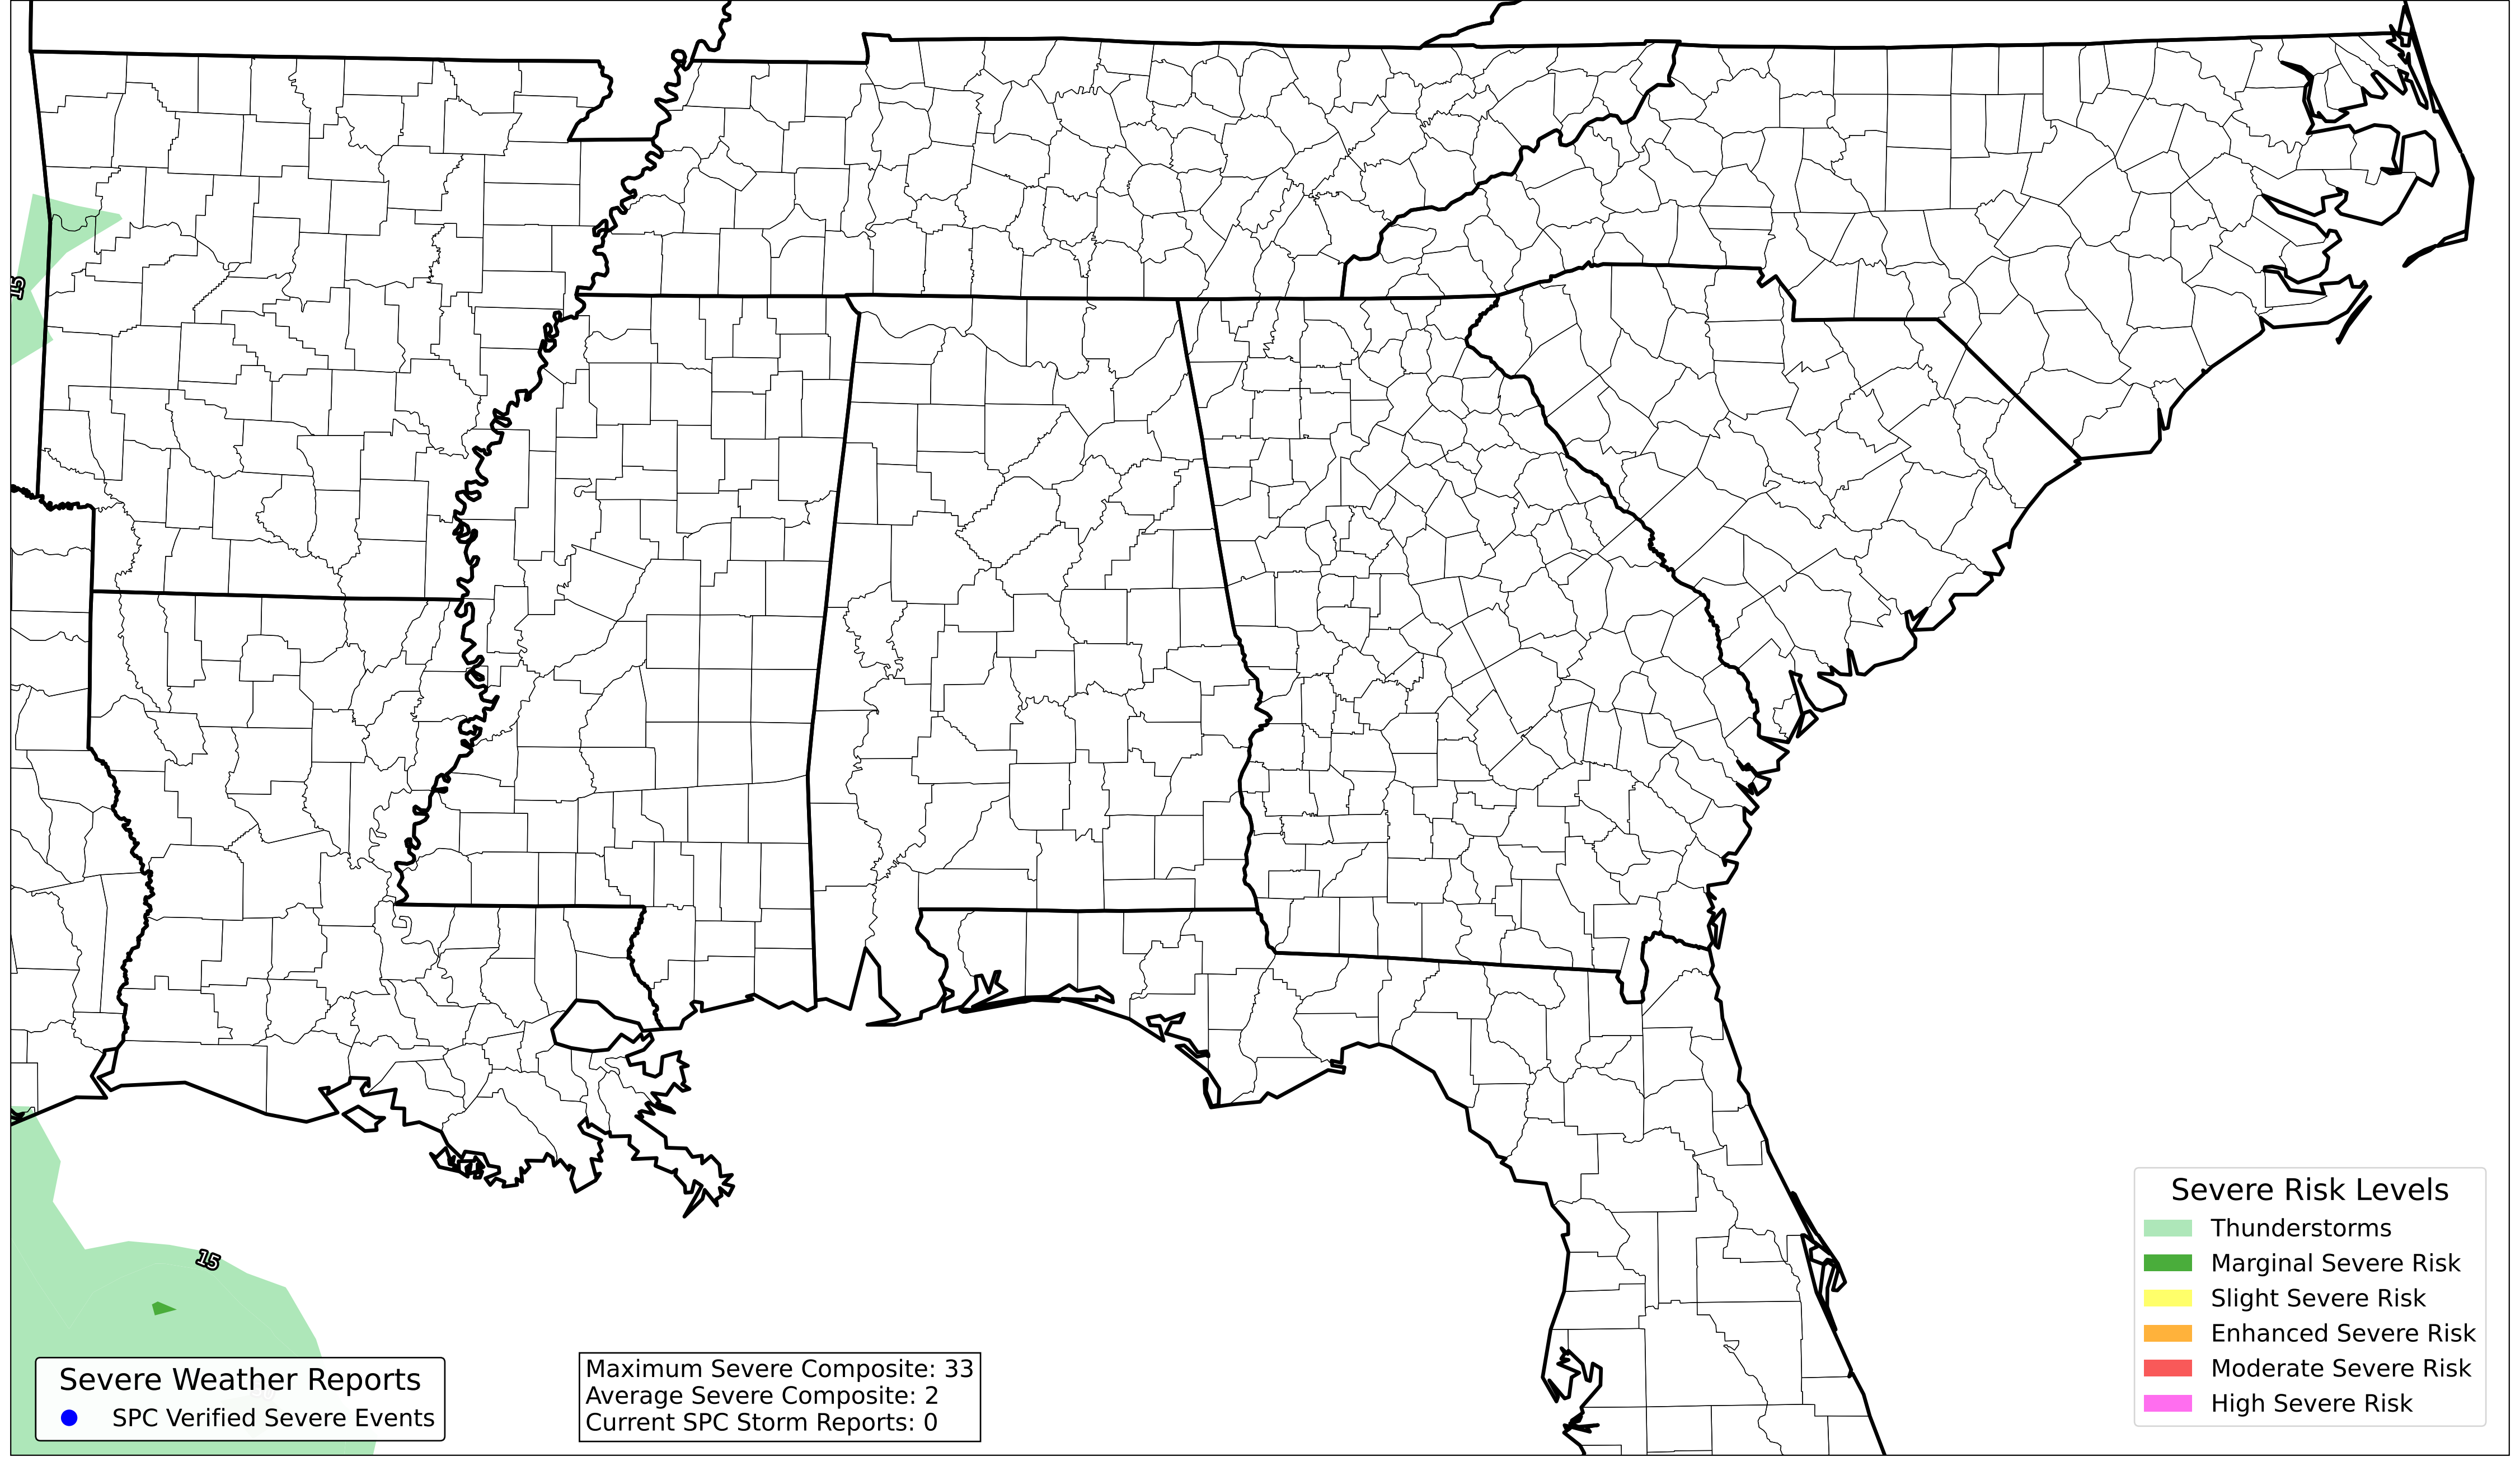 15
15
Severe Weather Reports
SPC Verified Severe Events
Maximum Severe Composite: 33
Average Severe Composite: 2
Current SPC Storm Reports: 0
Severe Risk Levels
Thunderstorms
Marginal Severe Risk
Slight Severe Risk
Enhanced Severe Risk
Moderate Severe Risk
High Severe Risk